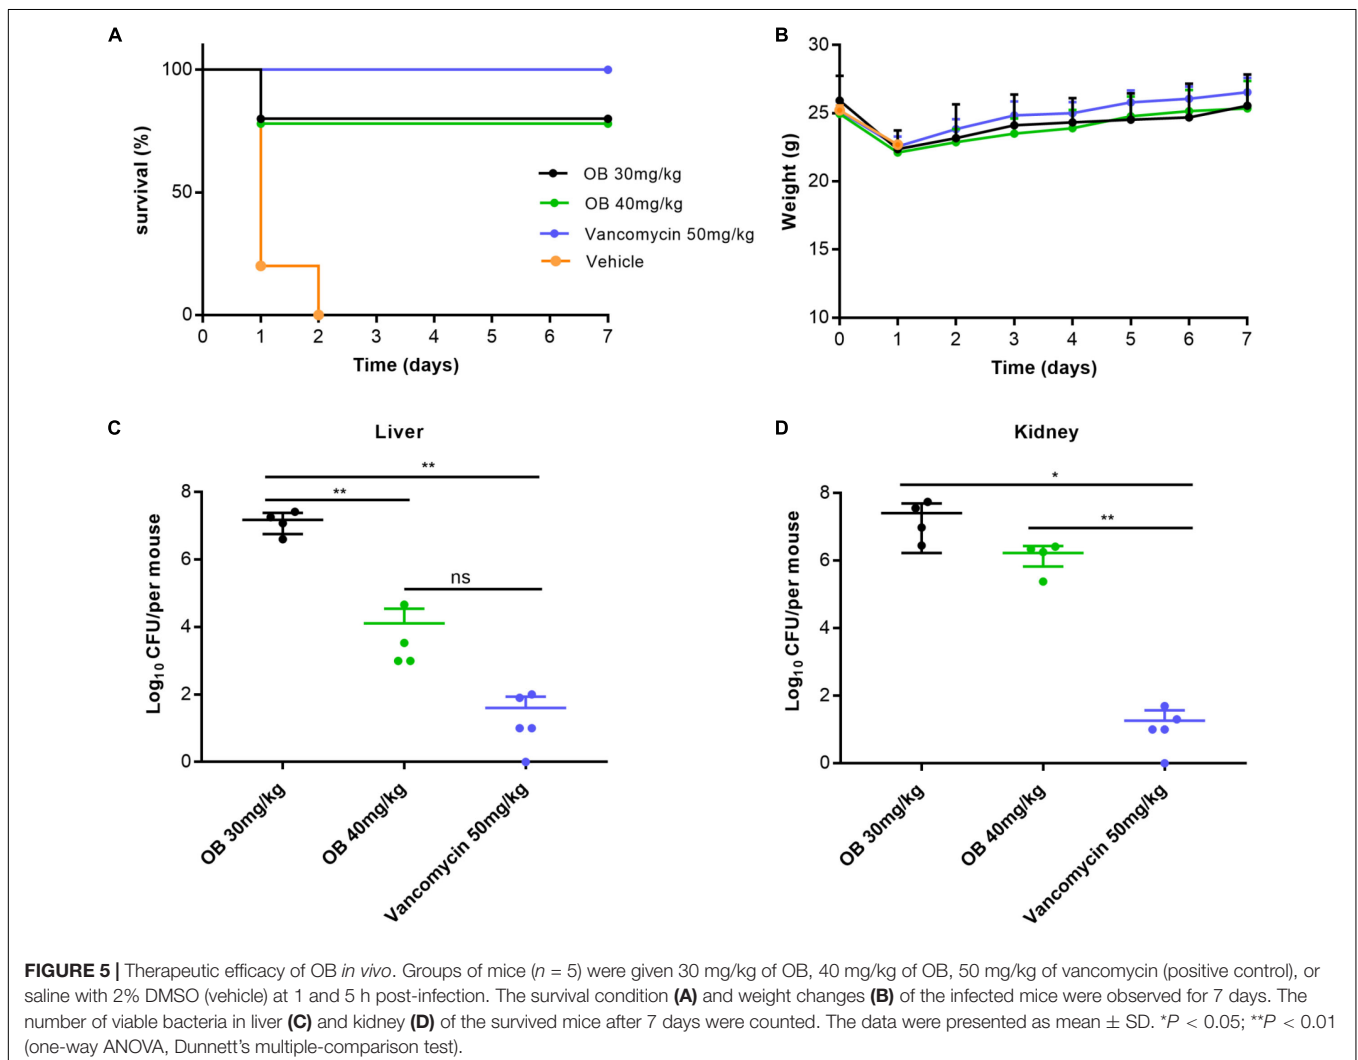 A
100
50
0
survival (%)
0 1 2 3 4 5 6 7
Time (days)
OB 30mg/kg
OB 40mg/kg
Vancomycin 50mg/kg
Vehicle
B
30
25
20
15
10
Weight (g)
0 1 2 3 4 5 6 7
Time (days)
C
Liver
**
**
ns
8
6
4
2
0
Log10 CFU/per mouse
OB 30mg/kg
OB 40mg/kg
Vancomycin 50mg/kg
D
Kidney
*
**
8
6
4
2
0
Log10 CFU/per mouse
OB 30mg/kg
OB 40mg/kg
Vancomycin 50mg/kg
FIGURE 5 | Therapeutic efficacy of OB in vivo. Groups of mice (n = 5) were given 30 mg/kg of OB, 40 mg/kg of OB, 50 mg/kg of vancomycin (positive control), or
saline with 2% DMSO (vehicle) at 1 and 5 h post-infection. The survival condition (A) and weight changes (B) of the infected mice were observed for 7 days. The
number of viable bacteria in liver (C) and kidney (D) of the survived mice after 7 days were counted. The data were presented as mean ± SD. *P < 0.05; **P < 0.01
(one-way ANOVA, Dunnett's multiple-comparison test).